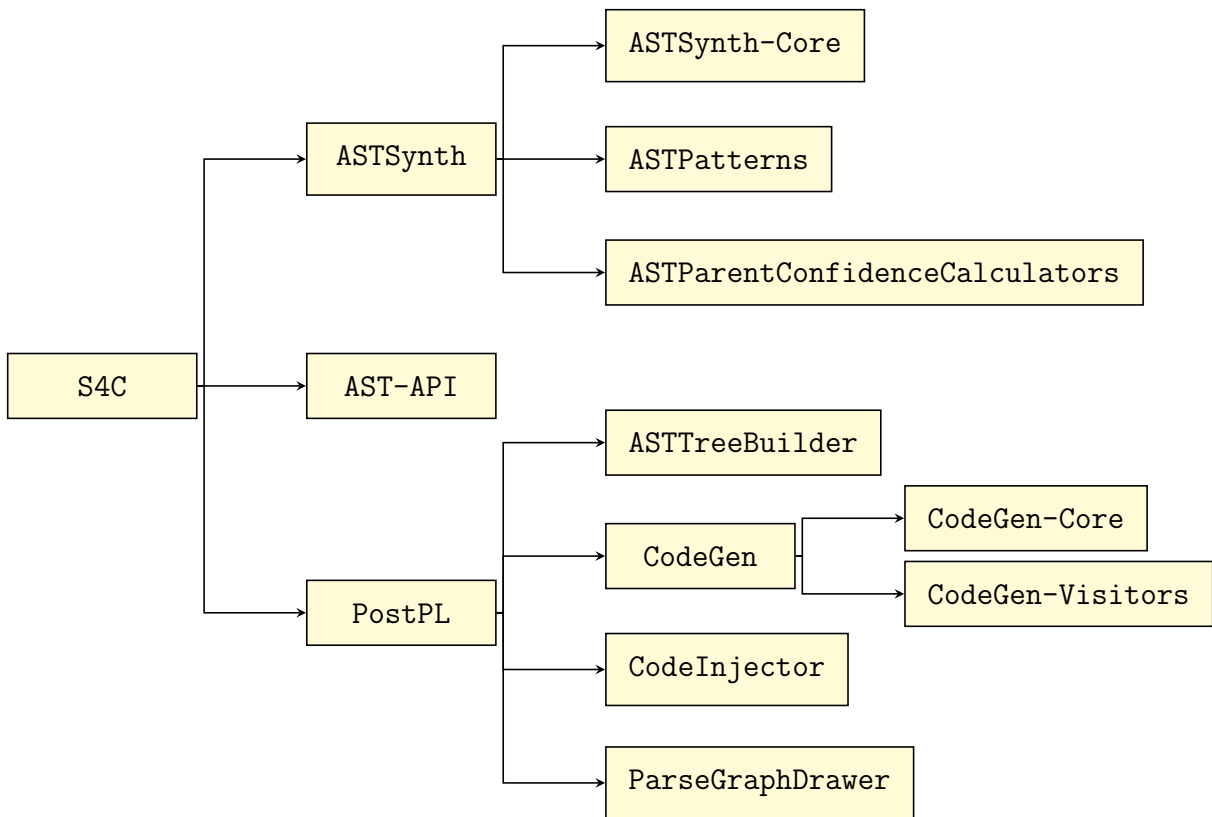 S4C
ASTSynth
ASTSynth-Core
ASTPatterns
ASTParentConfidenceCalculators
AST-API
PostPL
ASTTreeBuilder
CodeGen
CodeGen-Core
CodeGen-Visitors
CodeInjector
ParseGraphDrawer